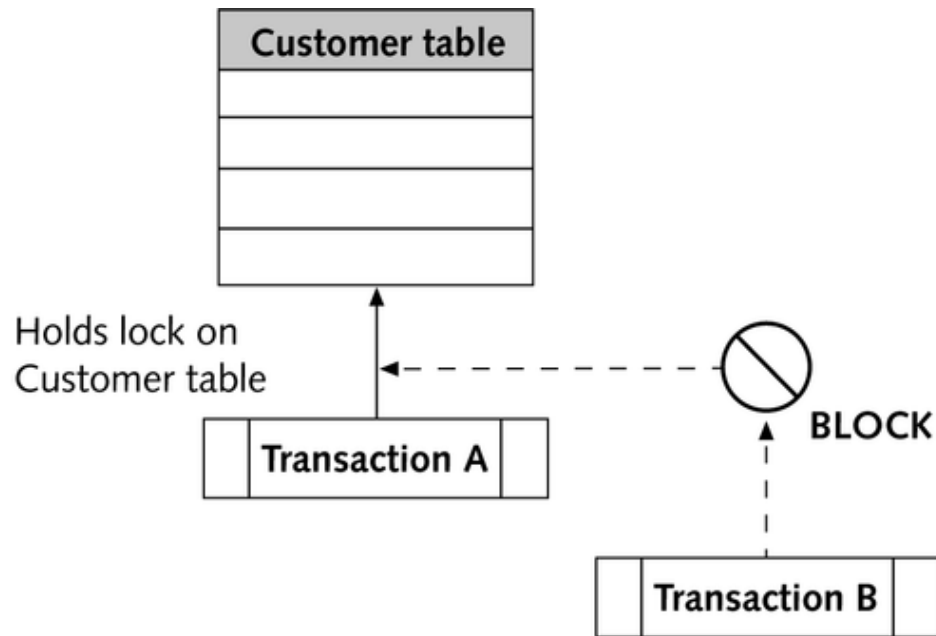 Customer table
Holds lock on
Customer table
BLOCK
Transaction A
Transaction B